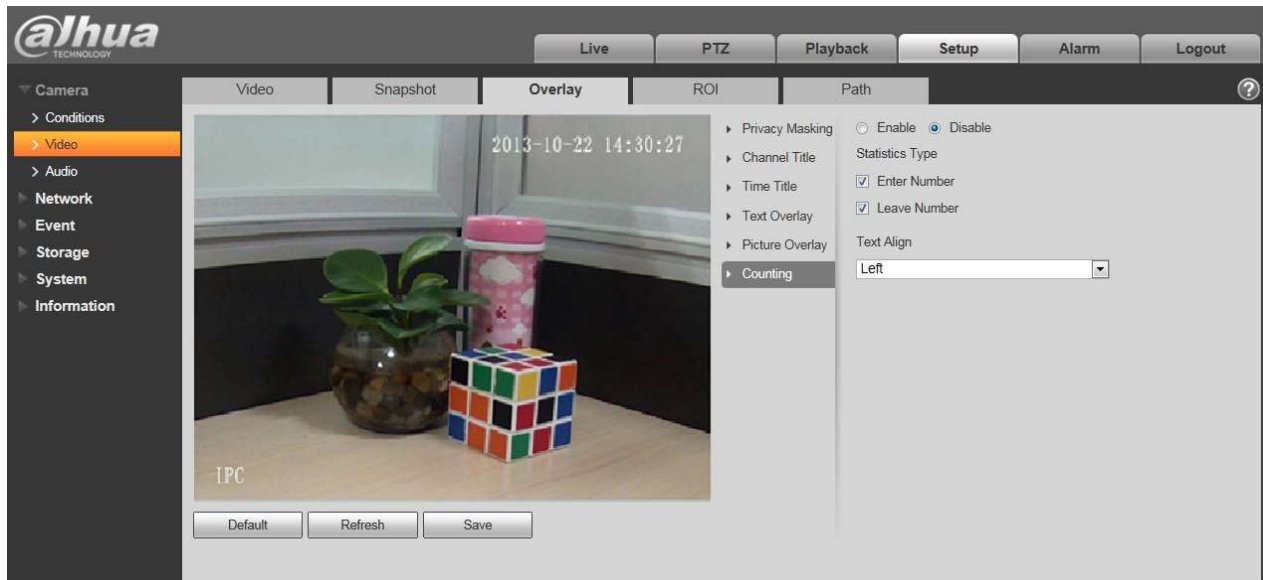 alhua
TECHNOLOGY
Live PTZ Playback Setup Alarm Logout
Camera
Conditions
Video
Audio
Network
Event
Storage
System
Information
Video Snapshot Overlay ROI Path
?
2013-10-22 14:30:27
IPC
Privacy Masking
Channel Title
Time Title
Text Overlay
Picture Overlay
Counting
Enable Disable
Statistics Type
Enter Number
Leave Number
Text Align
Left
Default Refresh Save